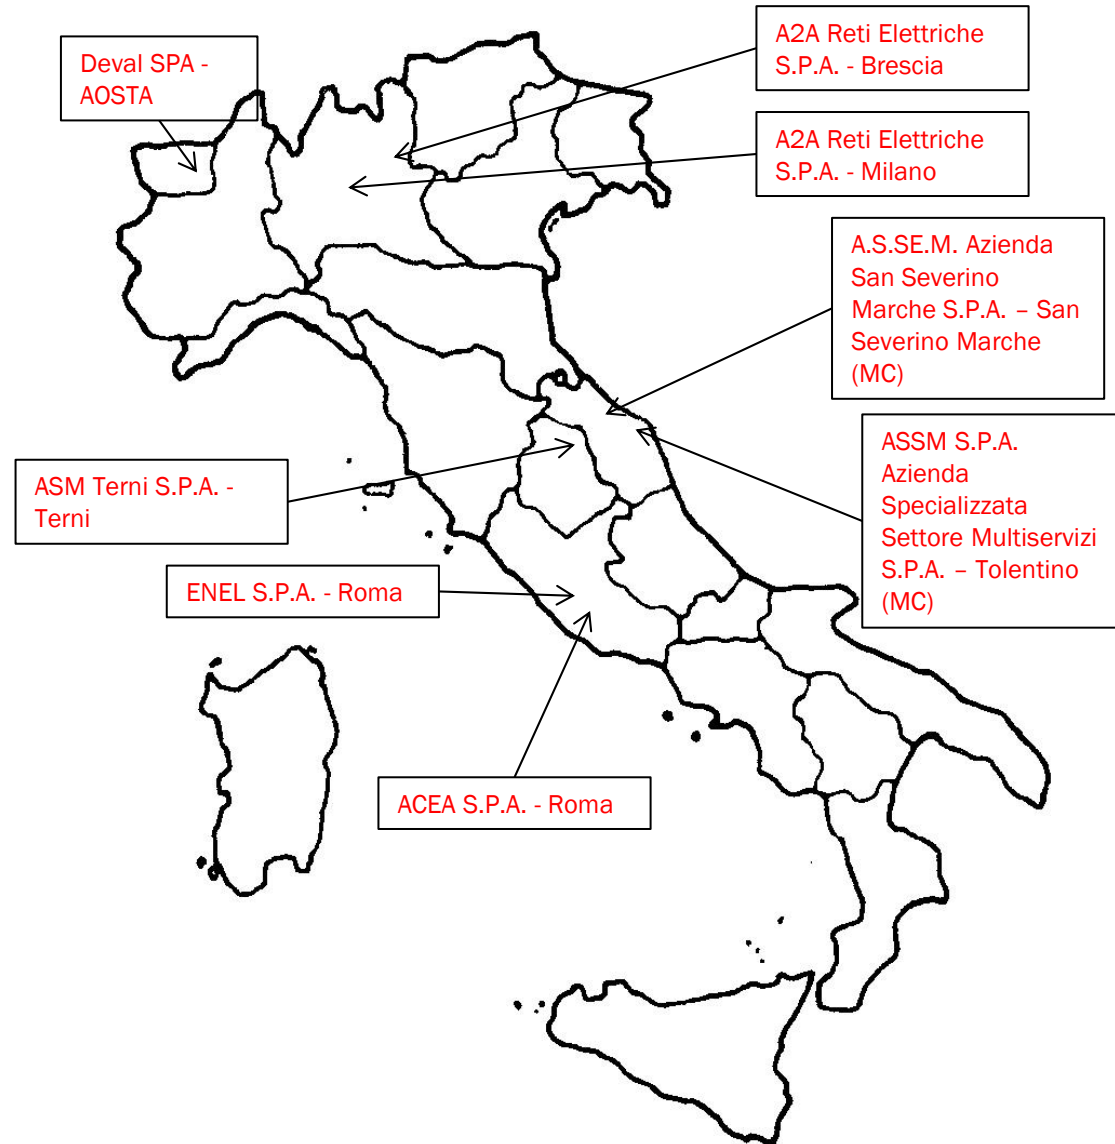 Deval SPA -
AOSTA
A2A Reti Elettriche
S.P.A. - Brescia
A2A Reti Elettriche
S.P.A. - Milano
A.S.SE.M. Azienda
San Severino
Marche S.P.A. – San
Severino Marche
(MC)
ASSM S.P.A.
Azienda
Specializzata
Settore Multiservizi
S.P.A. – Tolentino
(MC)
ASM Terni S.P.A. -
Terni
ENEL S.P.A. - Roma
ACEA S.P.A. - Roma